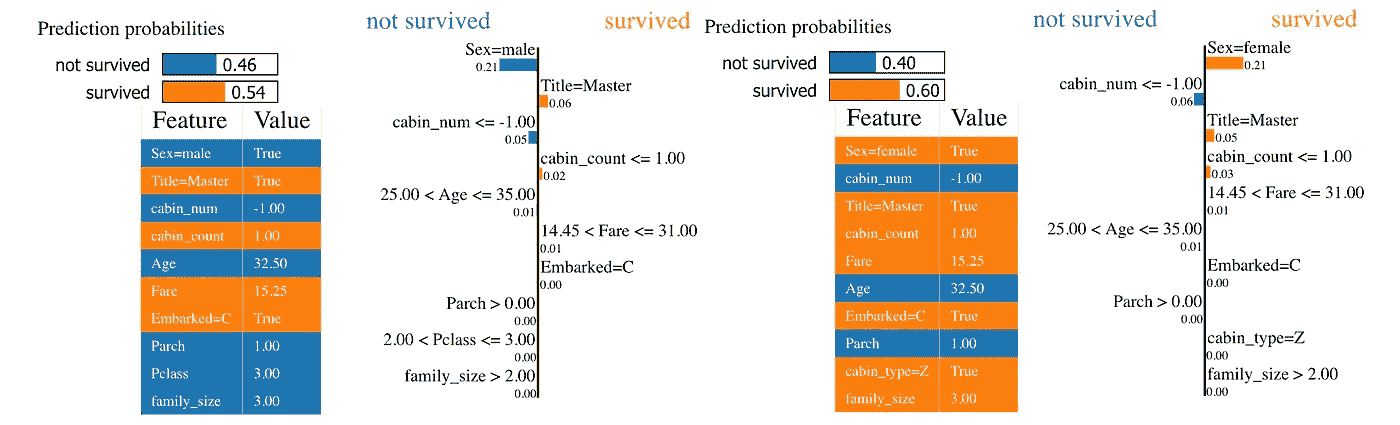 Prediction probabilities
not survived 0.46
survived 0.54
Feature Value
Sex=male True
Title=Master True
cabin_num -1.00
cabin_count 1.00
Age 32.50
Fare 15.25
Embarked=C True
Parch 1.00
Pclass 3.00
family_size 3.00
not survived survived
Sex=male
0.21
Title=Master
0.06
cabin_num <= -1.00
0.05
cabin_count <= 1.00
0.02
25.00 < Age <= 35.00
0.01
14.45 < Fare <= 31.00
0.01
Embarked=C
0.00
Parch > 0.00
0.00
2.00 < Pclass <= 3.00
0.00
family_size > 2.00
0.00
Prediction probabilities
not survived 0.40
survived 0.60
Feature Value
Sex=female True
cabin_num -1.00
Title=Master True
cabin_count 1.00
Fare 15.25
Age 32.50
Embarked=C True
Parch 1.00
cabin_type=Z True
family_size 3.00
not survived survived
Sex=female
0.21
cabin_num <= -1.00
0.06
Title=Master
0.05
cabin_count <= 1.00
0.03
14.45 < Fare <= 31.00
0.01
25.00 < Age <= 35.00
0.01
Embarked=C
0.00
Parch > 0.00
0.00
cabin_type=Z
0.00
family_size > 2.00
0.00